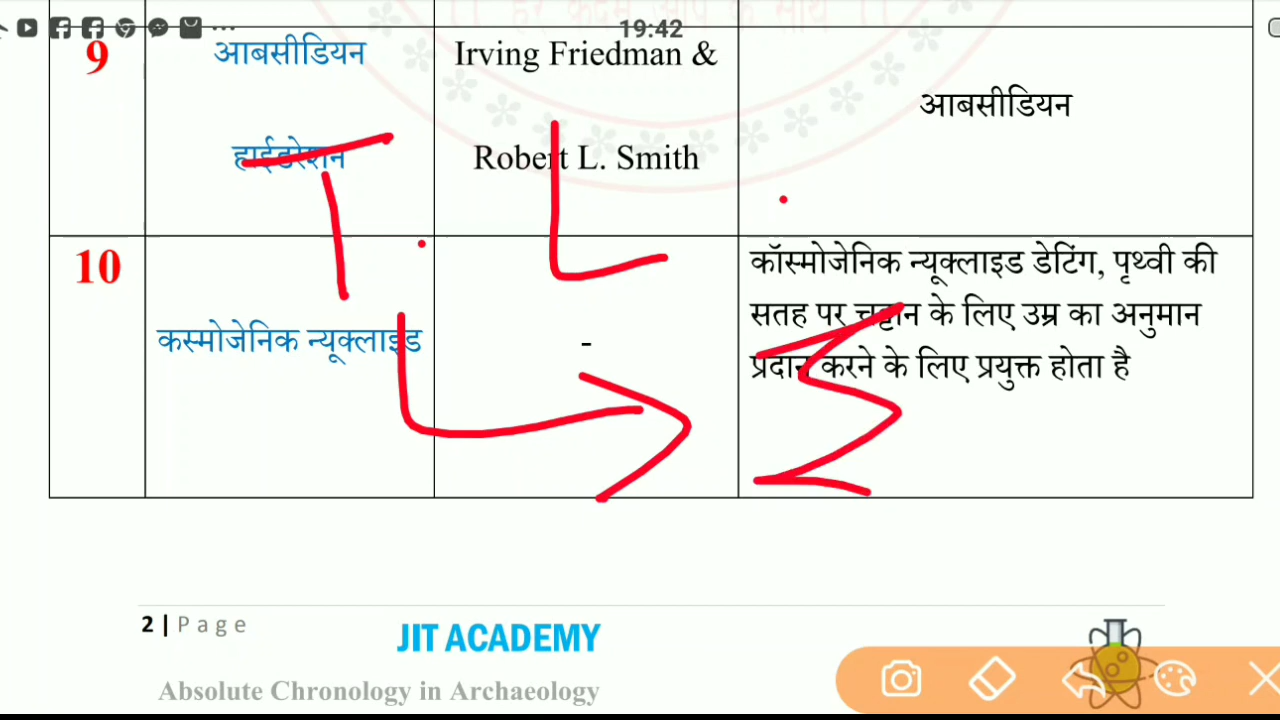 19:42
9
आबसीडियन
हाईडरेशन
Irving Friedman &
Robert L. Smith
आबसीडियन
10
कस्मोजेनिक न्यूक्लाइड
-
कॉस्मोजेनिक न्यूक्लाइड डेटिंग, पृथ्वी की
सतह पर चट्टान के लिए उम्र का अनुमान
प्रदान करने के लिए प्रयुक्त होता है
2 | Page
JIT ACADEMY
Absolute Chronology in Archaeology